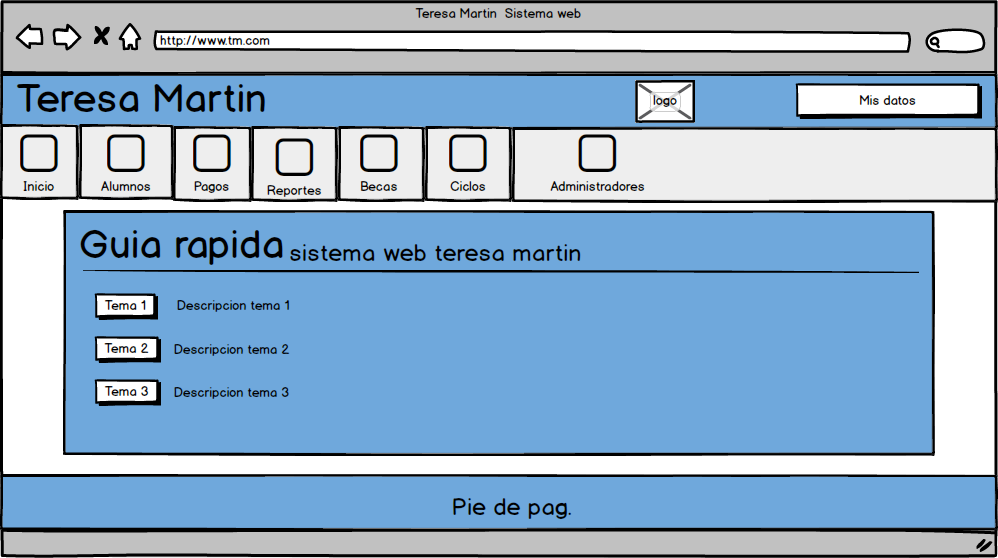 Teresa Martin Sistema web
http://www.tm.com
Teresa Martin
logo
Mis datos
Inicio
Alumnos
Pagos
Reportes
Becas
Ciclos
Administradores
Guia rapida sistema web teresa martin
Tema 1 Descripcion tema 1
Tema 2 Descripcion tema 2
Tema 3 Descripcion tema 3
Pie de pag.